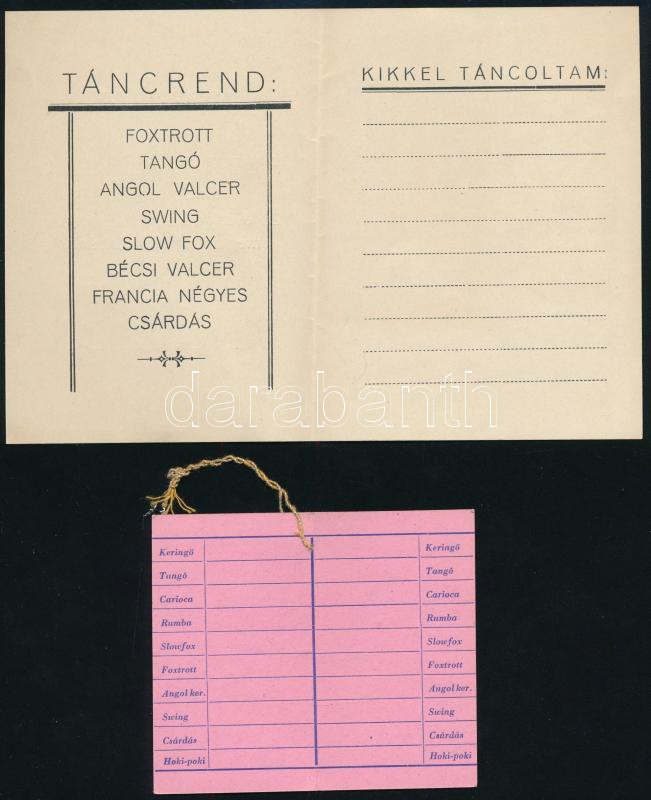 TÁNCREND:
FOXTROTT
TANGÓ
ANGOL VALCER
SWING
SLOW FOX
BÉCSI VALCER
FRANCIA NÉGYES
CSÁRDÁS
KIKKEL TÁNCOLTAM:
darabanth
Keringő
Tangó
Carioca
Rumba
Slowfox
Foxtrott
Angol ker.
Swing
Csárdás
Hoki-poki
Keringő
Tangó
Carioca
Rumba
Slowfox
Foxtrott
Angol ker.
Swing
Csárdás
Hoki-poki